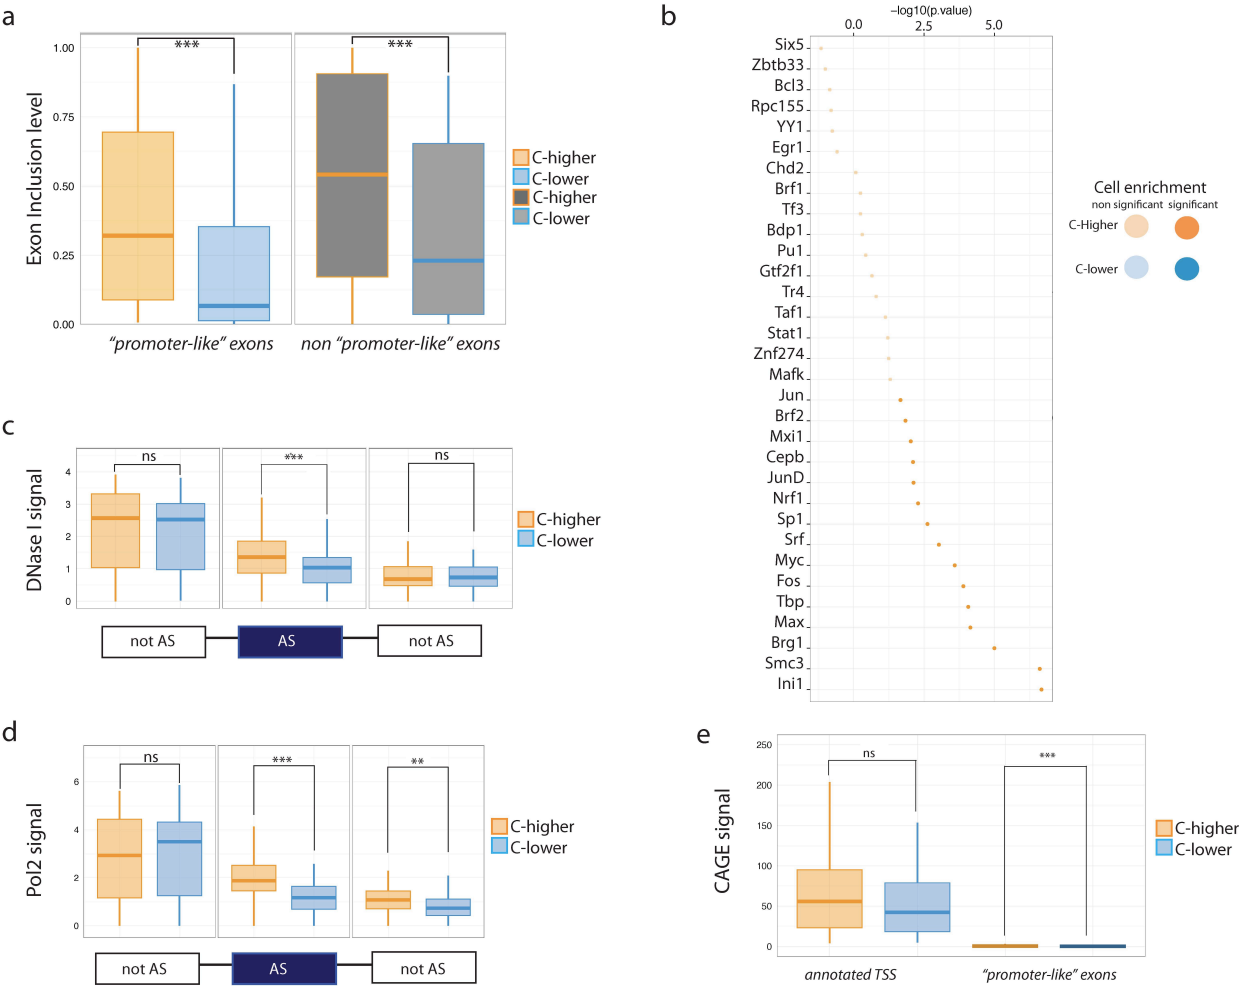 a
***
***
1.00
0.75
0.50
0.25
0.00
Exon Inclusion level
"promoter-like" exons
non "promoter-like" exons
C-higher
C-lower
C-higher
C-lower
b
−log10(p.value)
0.0
2.5
5.0
Six5
Zbtb33
Bcl3
Rpc155
YY1
Egr1
Chd2
Brf1
Tf3
Bdp1
Pu1
Gtf2f1
Tr4
Taf1
Stat1
Znf274
Mafk
Jun
Brf2
Mxi1
Cepb
JunD
Nrf1
Sp1
Srf
Myc
Fos
Tbp
Max
Brg1
Smc3
Ini1
Cell enrichment
non significant significant
C-Higher
C-lower
c
ns
***
ns
4
3
2
1
0
DNase I signal
C-higher
C-lower
not AS
AS
not AS
d
ns
***
**
6
4
2
0
Pol2 signal
C-higher
C-lower
not AS
AS
not AS
e
ns
***
250
200
150
100
50
0
CAGE signal
C-higher
C-lower
annotated TSS
"promoter-like" exons